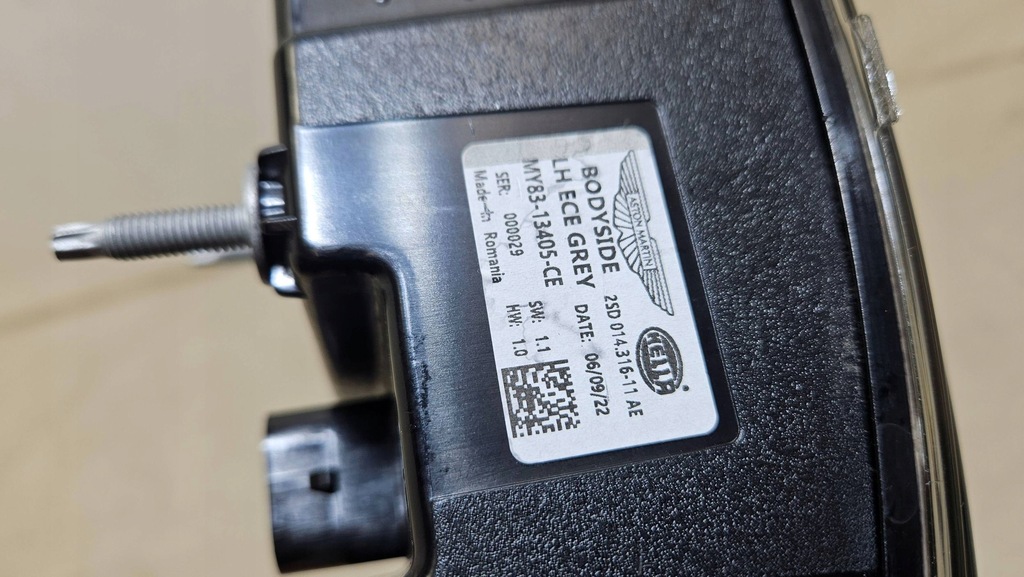 ASTON MARTIN
HELLA
BODYSIDE 2SD 014.316-11 AE
LH ECE GREY DATE: 06/09/22
MY83-13405-CE
SER: 000029 SW: 1.1
Made in Romania HW: 1.0